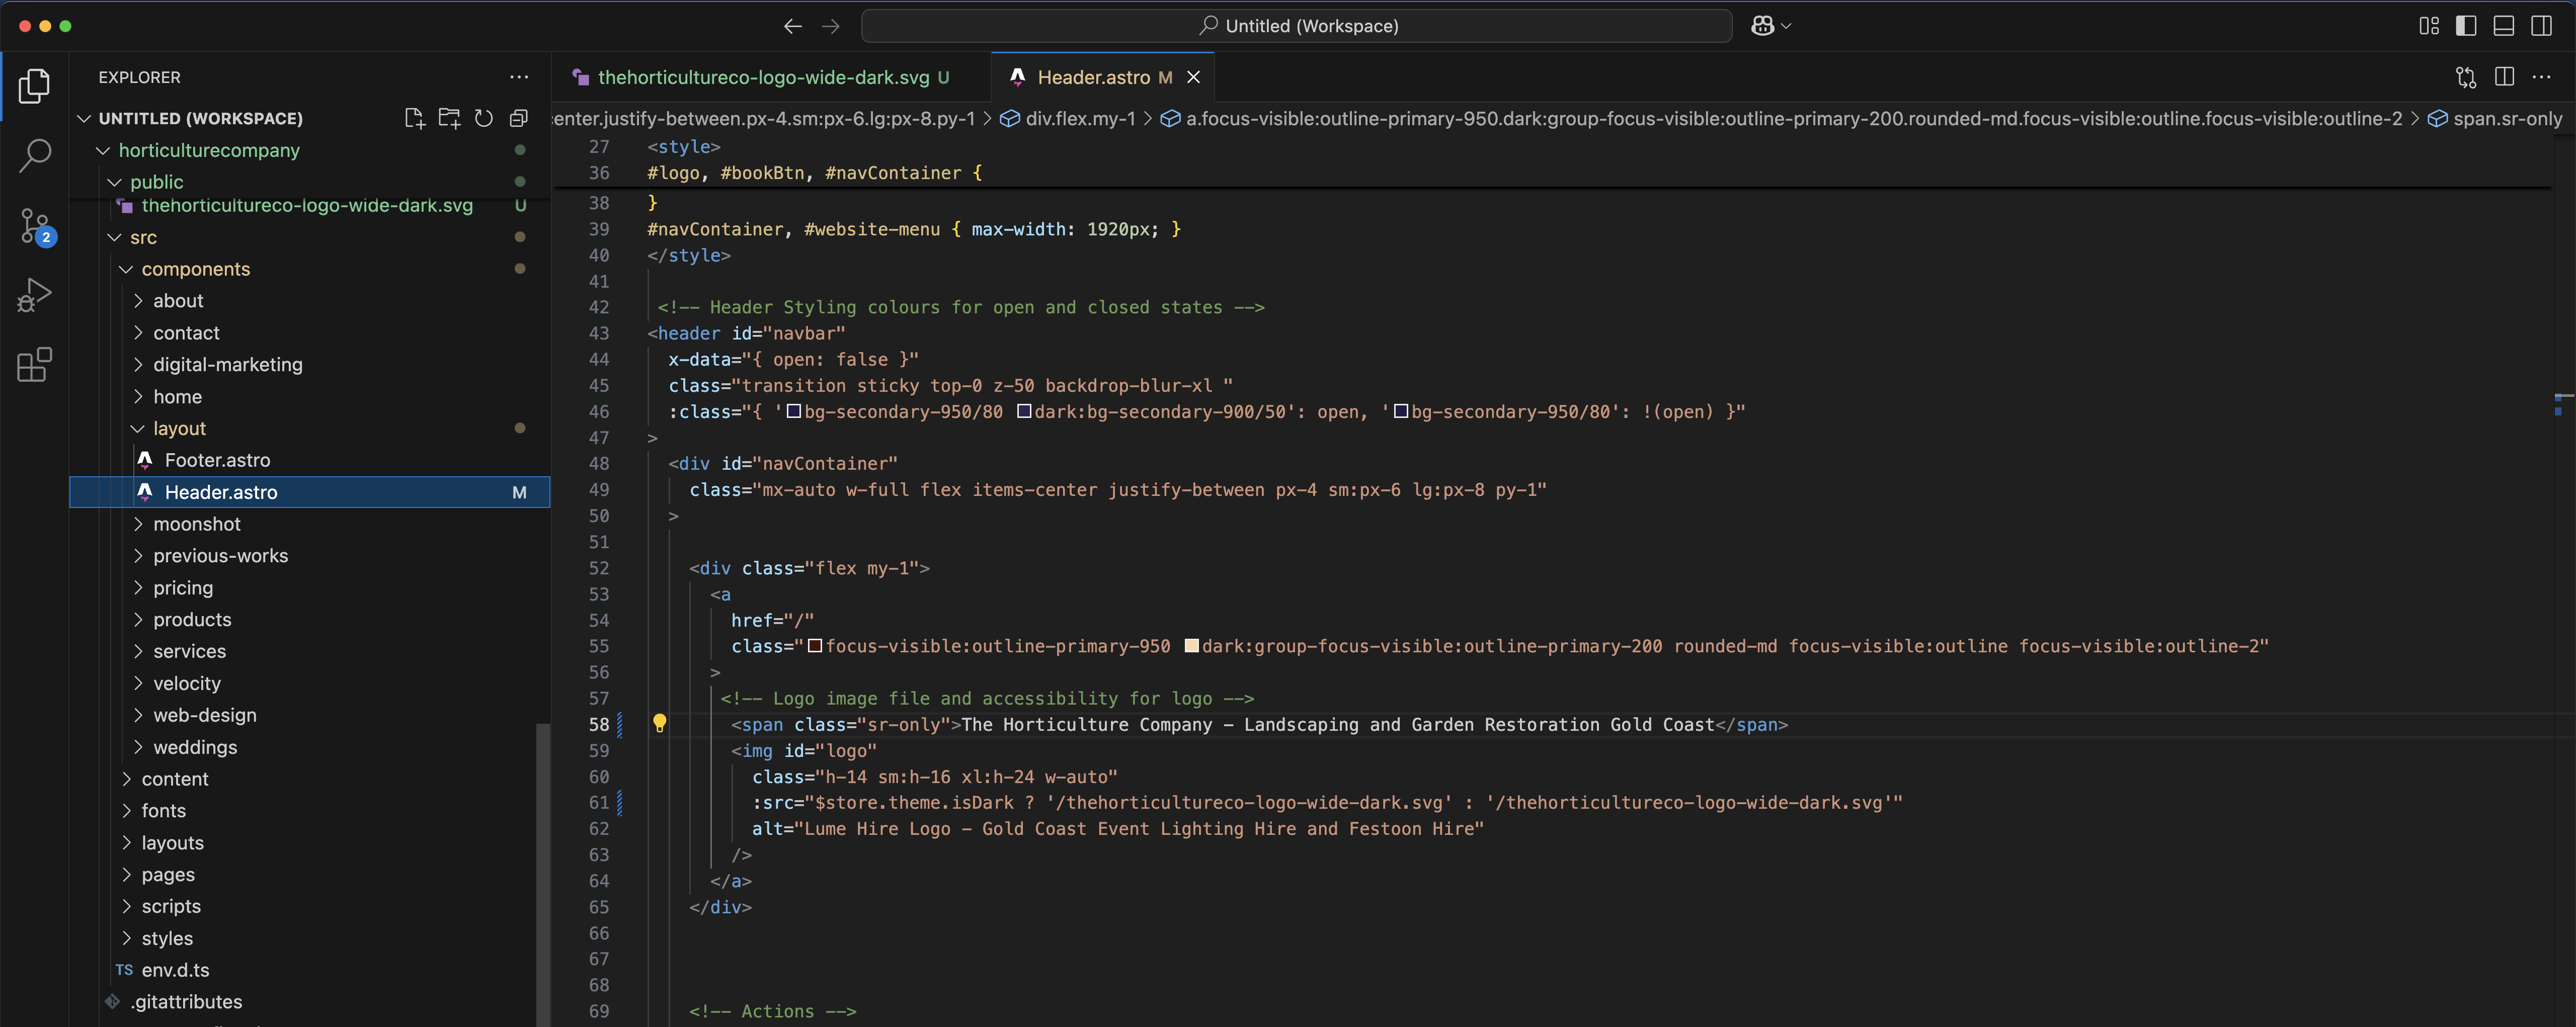 Untitled (Workspace)
EXPLORER
UNTITLED (WORKSPACE)
horticulturecompany
public
thehorticultureco-logo-wide-dark.svg U
src
components
about
contact
digital-marketing
home
layout
Footer.astro
Header.astro M
moonshot
previous-works
pricing
products
services
velocity
web-design
weddings
content
fonts
layouts
pages
scripts
styles
TS env.d.ts
.gitattributes
2
thehorticultureco-logo-wide-dark.svg U
Header.astro M
enter.justify-between.px-4.sm:px-6.lg:px-8.py-1 > div.flex.my-1 > a.focus-visible:outline-primary-950.dark:group-focus-visible:outline-primary-200.rounded-md.focus-visible:outline.focus-visible:outline-2 > span.sr-only
27 <style>
36 #logo, #bookBtn, #navContainer {
38 }
39 #navContainer, #website-menu { max-width: 1920px; }
40 </style>
41
42 <!-- Header Styling colours for open and closed states -->
43 <header id="navbar"
44 x-data="{ open: false }"
45 class="transition sticky top-0 z-50 backdrop-blur-xl "
46 :class="{ 'bg-secondary-950/80 dark:bg-secondary-900/50': open, 'bg-secondary-950/80': !(open) }"
47 >
48 <div id="navContainer"
49 class="mx-auto w-full flex items-center justify-between px-4 sm:px-6 lg:px-8 py-1"
50 >
51
52 <div class="flex my-1">
53 <a
54 href="/"
55 class="focus-visible:outline-primary-950 dark:group-focus-visible:outline-primary-200 rounded-md focus-visible:outline focus-visible:outline-2"
56 >
57 <!-- Logo image file and accessibility for logo -->
58 <span class="sr-only">The Horticulture Company - Landscaping and Garden Restoration Gold Coast</span>
59 <img id="logo"
60 class="h-14 sm:h-16 xl:h-24 w-auto"
61 :src="$store.theme.isDark ? '/thehorticultureco-logo-wide-dark.svg' : '/thehorticultureco-logo-wide-dark.svg'"
62 alt="Lume Hire Logo - Gold Coast Event Lighting Hire and Festoon Hire"
63 />
64 </a>
65 </div>
66
67
68
69 <!-- Actions -->